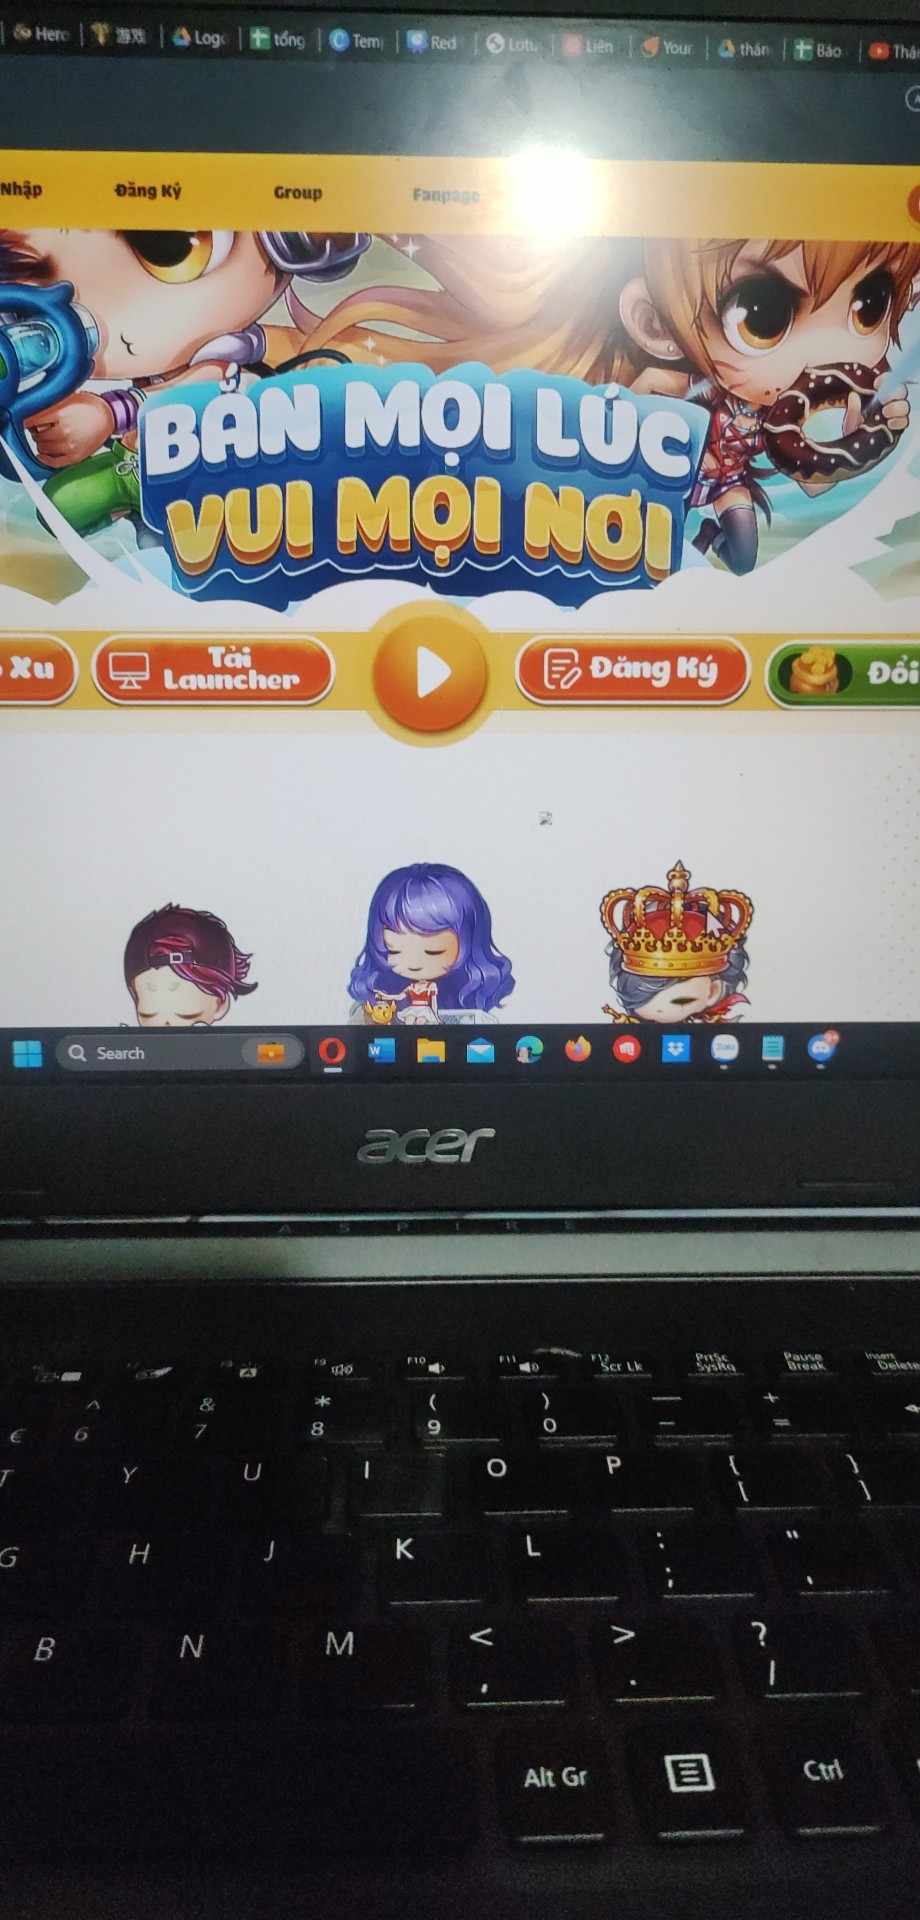 Hero
游戏
Logo
tổng
Tem
Red
Lotu
Liên
Your
thán
Báo
Thầ
Nhập
Đăng Ký
Group
Fanpage
BẮN MỌI LÚC
VUI MỌI NƠI
Xu
Tải
Launcher
Đăng Ký
Đổi
Search
Zalo
acer
ASPIRE
F9
F10
F11
F12
Scr Lk
PrtSc
SysRq
Pause
Break
Insert
Delete
^
&
*
(
)
—
+
€ 6
7
8
9
0
-
=
T
Y
U
I
O
P
{
[
}
]
G
H
J
K
L
:
;
"
'
B
N
M
<
,
>
.
?
/
Alt Gr
Ctrl